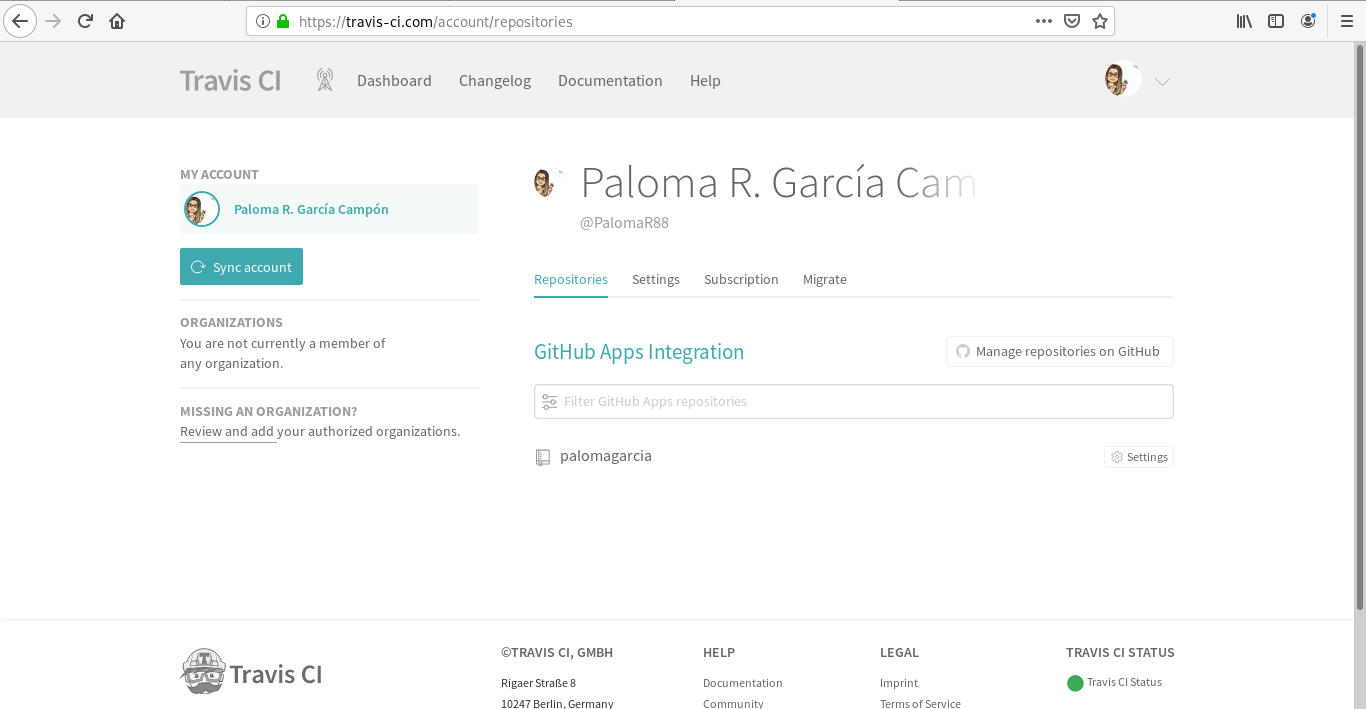 https://travis-ci.com/account/repositories
Travis CI
Dashboard
Changelog
Documentation
Help
MY ACCOUNT
Paloma R. García Campón
Sync account
ORGANIZATIONS
You are not currently a member of
any organization.
MISSING AN ORGANIZATION?
Review and add your authorized organizations.
Paloma R. García Cam
@PalomaR88
Repositories
Settings
Subscription
Migrate
GitHub Apps Integration
Manage repositories on GitHub
Filter GitHub Apps repositories
palomagarcia
Settings
Travis CI
©TRAVIS CI, GMBH
Rigaer Straße 8
10247 Berlin, Germany
HELP
Documentation
Community
LEGAL
Imprint
Terms of Service
TRAVIS CI STATUS
Travis CI Status